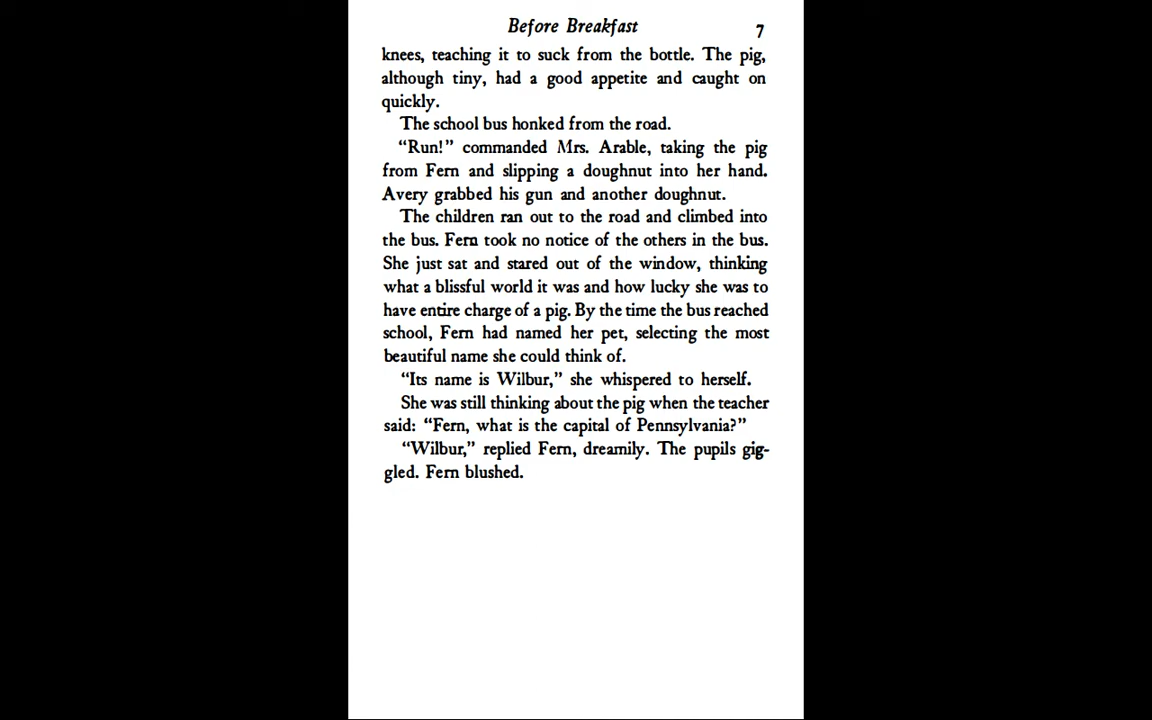 Before Breakfast 7
knees, teaching it to suck from the bottle. The pig,
although tiny, had a good appetite and caught on
quickly.
The school bus honked from the road.
“Run!” commanded Mrs. Arable, taking the pig
from Fern and slipping a doughnut into her hand.
Avery grabbed his gun and another doughnut.
The children ran out to the road and climbed into
the bus. Fern took no notice of the others in the bus.
She just sat and stared out of the window, thinking
what a blissful world it was and how lucky she was to
have entire charge of a pig. By the time the bus reached
school, Fern had named her pet, selecting the most
beautiful name she could think of.
“Its name is Wilbur,” she whispered to herself.
She was still thinking about the pig when the teacher
said: “Fern, what is the capital of Pennsylvania?”
“Wilbur,” replied Fern, dreamily. The pupils gig-
gled. Fern blushed.